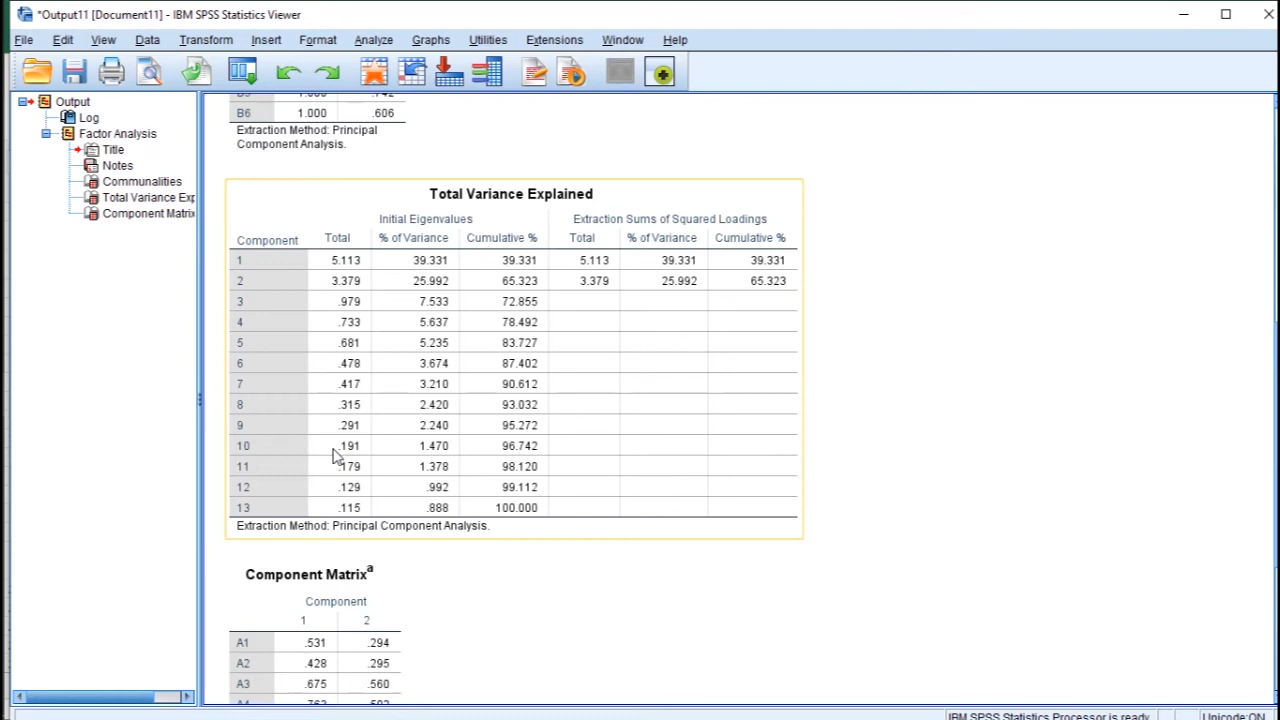 *Output11 [Document11] - IBM SPSS Statistics Viewer
File Edit View Data Transform Insert Format Analyze Graphs Utilities Extensions Window Help
Output
Log
Factor Analysis
Title
Notes
Communalities
Total Variance Exp
Component Matrix
B6 1.000 .606
Extraction Method: Principal
Component Analysis.
Total Variance Explained
Initial Eigenvalues Extraction Sums of Squared Loadings
Component Total % of Variance Cumulative % Total % of Variance Cumulative %
1 5.113 39.331 39.331 5.113 39.331 39.331
2 3.379 25.992 65.323 3.379 25.992 65.323
3 .979 7.533 72.855
4 .733 5.637 78.492
5 .681 5.235 83.727
6 .478 3.674 87.402
7 .417 3.210 90.612
8 .315 2.420 93.032
9 .291 2.240 95.272
10 .191 1.470 96.742
11 .179 1.378 98.120
12 .129 .992 99.112
13 .115 .888 100.000
Extraction Method: Principal Component Analysis.
Component Matrixa
Component
1 2
A1 .531 .294
A2 .428 .295
A3 .675 .560
IBM SPSS Statistics Processor is ready Unicode:ON